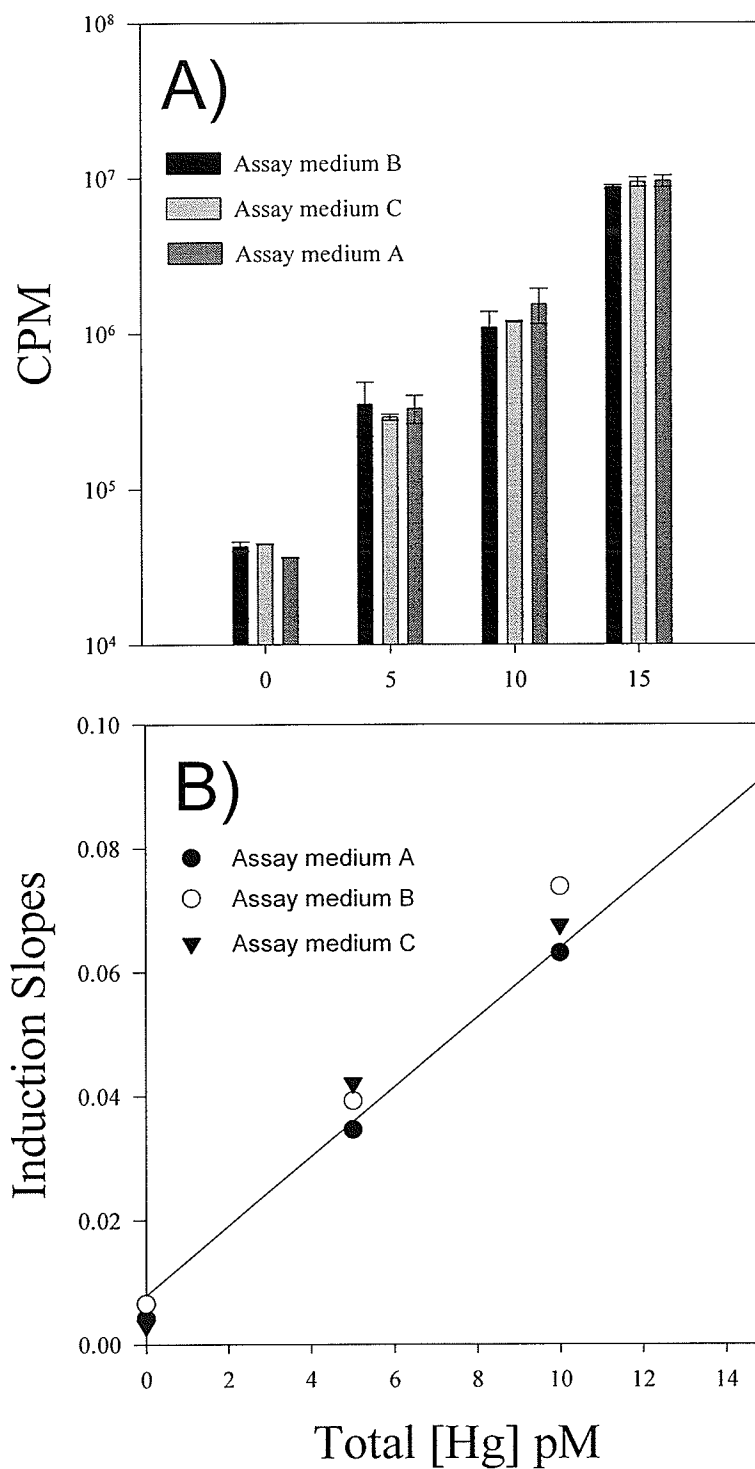 10⁸
A)
Assay medium B
10⁷
Assay medium C
Assay medium A
CPM
10⁶
10⁵
10⁴
0 5 10 15
0.10
B)
Assay medium A
0.08
Assay medium B
Assay medium C
Induction Slopes
0.06
0.04
0.02
0.00
0 2 4 6 8 10 12 14
Total [Hg] pM